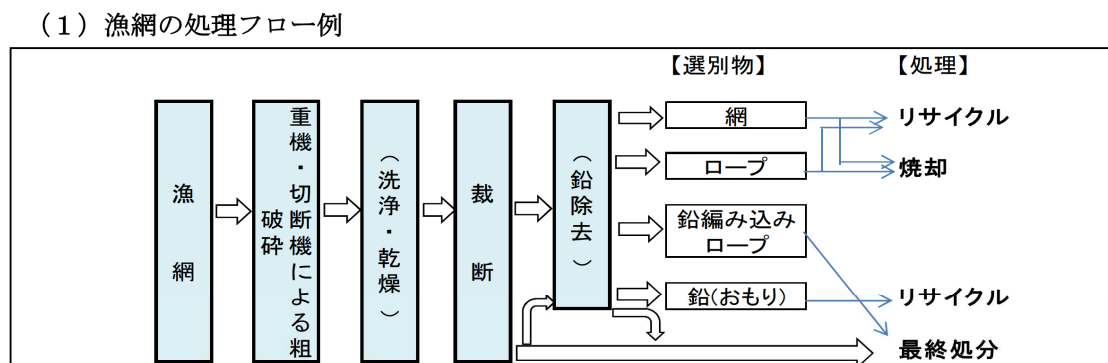 （１）漁網の処理フロー例
【選別物】
【処理】
漁網
重機・切断機による粗
破砕
（洗浄・乾燥）
裁断
（鉛除去）
網
ロープ
鉛編み込み
ロープ
鉛(おもり)
リサイクル
焼却
リサイクル
最終処分